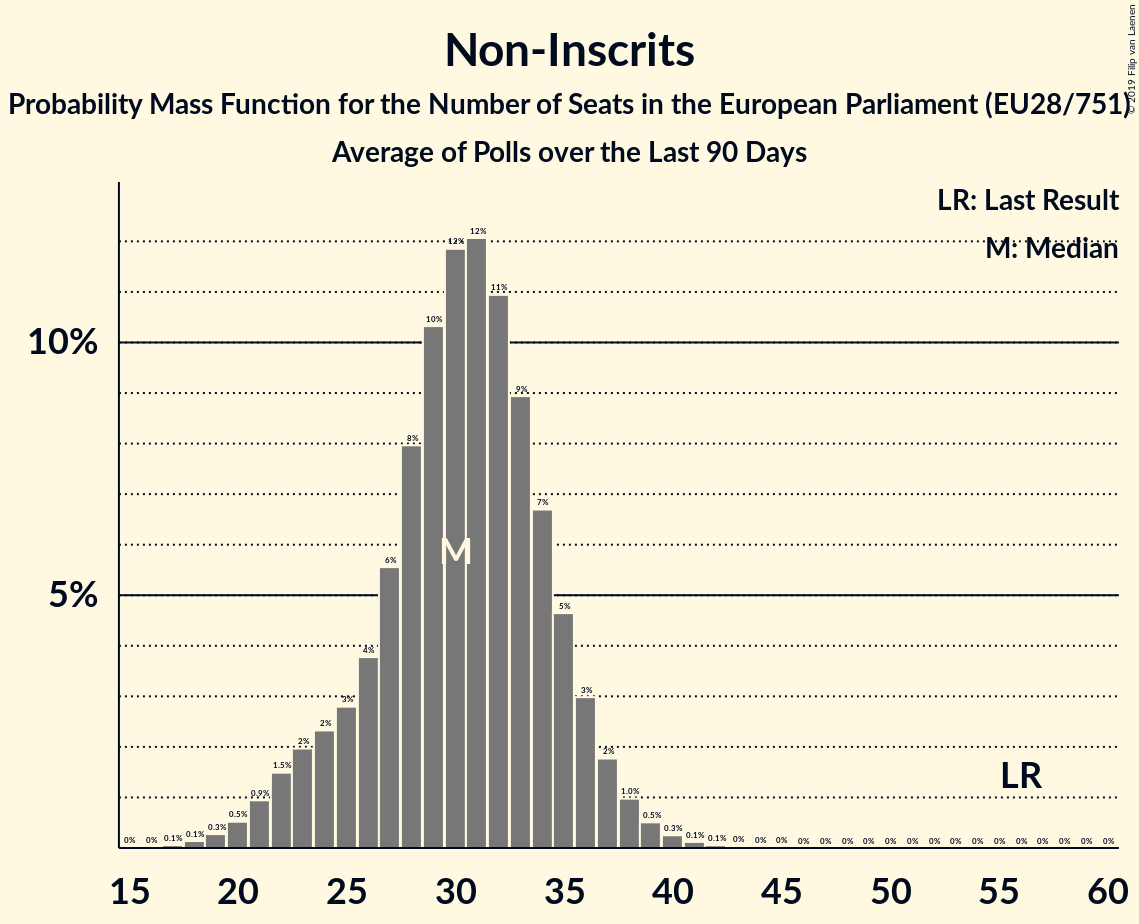 Non-Inscrits
Probability Mass Function for the Number of Seats in the European Parliament (EU28/751)
Average of Polls over the Last 90 Days
© 2019 Filip van Laenen
LR: Last Result
M: Median
10%
5%
0% 0% 0.1% 0.1% 0.3% 0.5% 0.9% 1.5% 2% 2% 3% 4% 6% 8% 10% 12% 12% 11% 9% 7% 5% 3% 2% 1.0% 0.5% 0.3% 0.1% 0.1% 0% 0% 0% 0% 0% 0% 0% 0% 0% 0% 0% 0% 0% 0% 0% 0% 0% 0%
M
LR
15 20 25 30 35 40 45 50 55 60